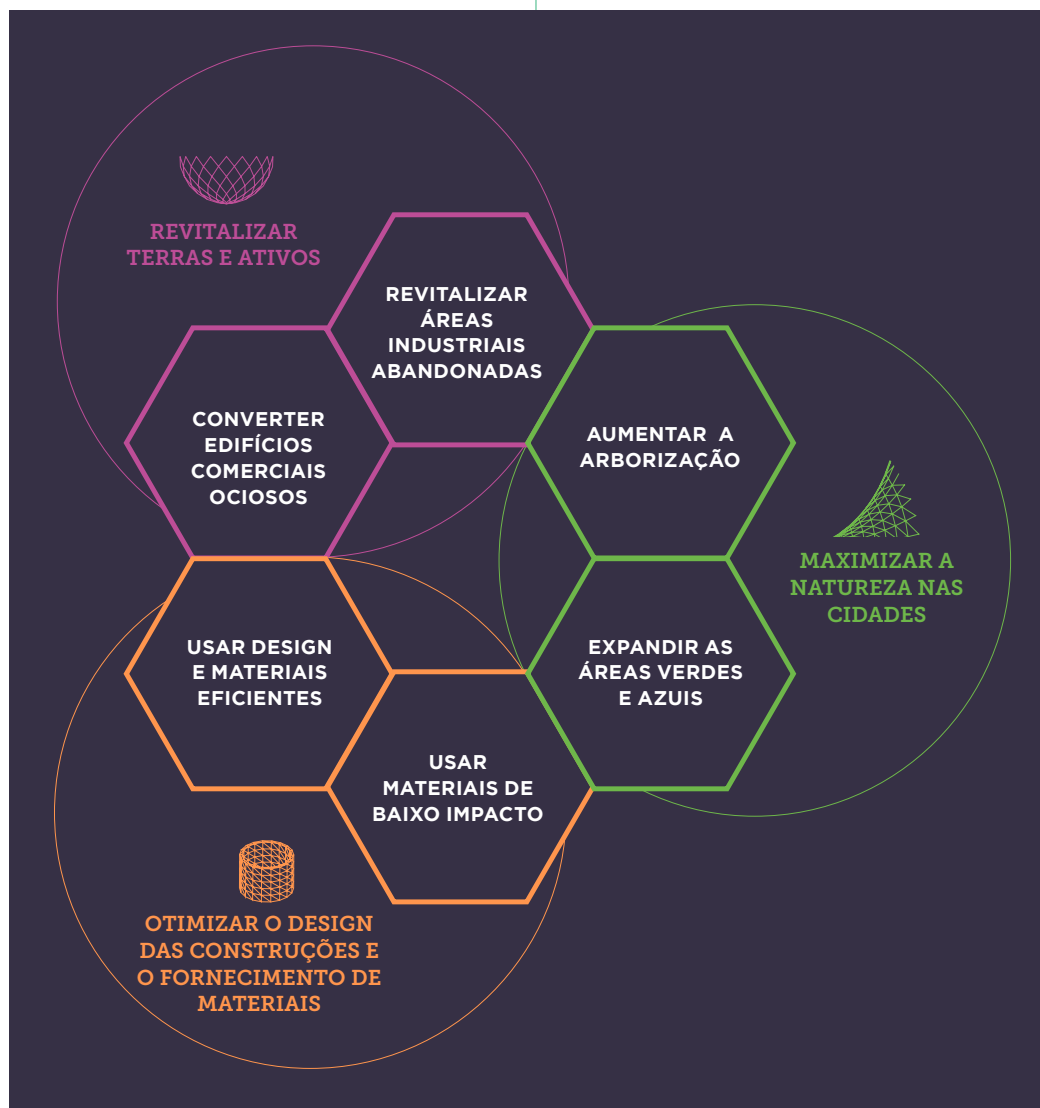 REVITALIZAR
TERRAS E ATIVOS
REVITALIZAR
ÁREAS
INDUSTRIAIS
ABANDONADAS
CONVERTER
EDIFÍCIOS
COMERCIAIS
OCIOSOS
AUMENTAR A
ARBORIZAÇÃO
MAXIMIZAR A
NATUREZA NAS
CIDADES
EXPANDIR AS
ÁREAS VERDES
E AZUIS
USAR DESIGN
E MATERIAIS
EFICIENTES
USAR
MATERIAIS DE
BAIXO IMPACTO
OTIMIZAR O DESIGN
DAS CONSTRUÇÕES E
O FORNECIMENTO DE
MATERIAIS